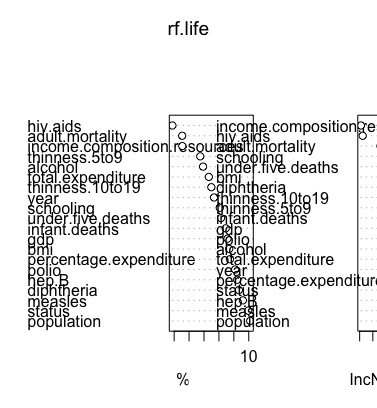 rf.life
hiv.aids
adult.mortality
income.composition.resources
thinness.5to9
alcohol
total.expenditure
thinness.10to19
year
schooling
under.five.deaths
infant.deaths
gdp
bmi
percentage.expenditure
polio
hep.B
diphtheria
measles
status
population
10
%
income.composition.res
hiv.aids
adult.mortality
schooling
under.five.deaths
bmi
diphtheria
thinness.10to19
thinness.5to9
infant.deaths
gdp
polio
alcohol
total.expenditure
year
percentage.expenditure
status
hep.B
measles
population
IncN